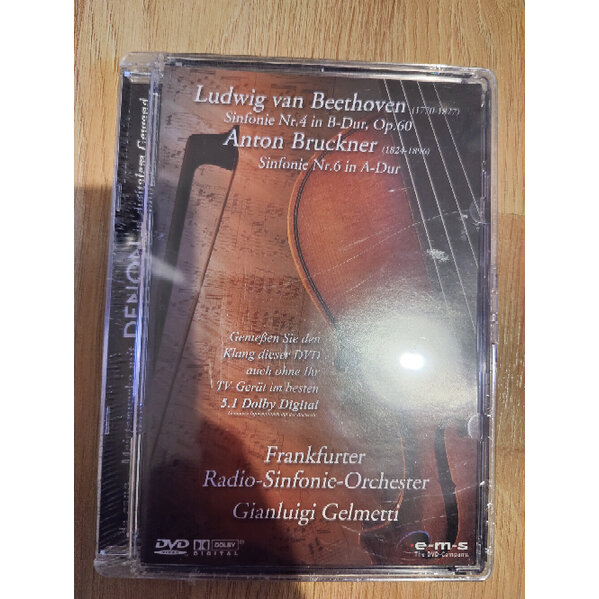 Ludwig van Beethoven (1770-1827)
Sinfonie Nr.4 in B-Dur, Op.60
Anton Bruckner (1824-1896)
Sinfonie Nr.6 in A-Dur
Genießen Sie den
Klang dieser DVD
auch ohne Ihr
TV Gerät im besten
5.1 Dolby Digital
Frankfurter
Radio-Sinfonie-Orchester
Gianluigi Gelmetti
DVD
VIDEO
DOLBY
DIGITAL
e-m-s
The DVD-Company
DENON